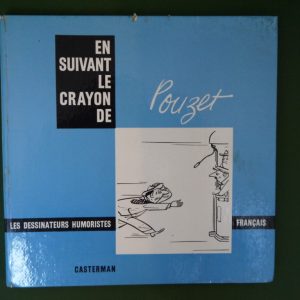 EN
SUIVANT
LE
CRAYON
DE
Pouzet
LES DESSINATEURS HUMORISTES
FRANÇAIS
CASTERMAN